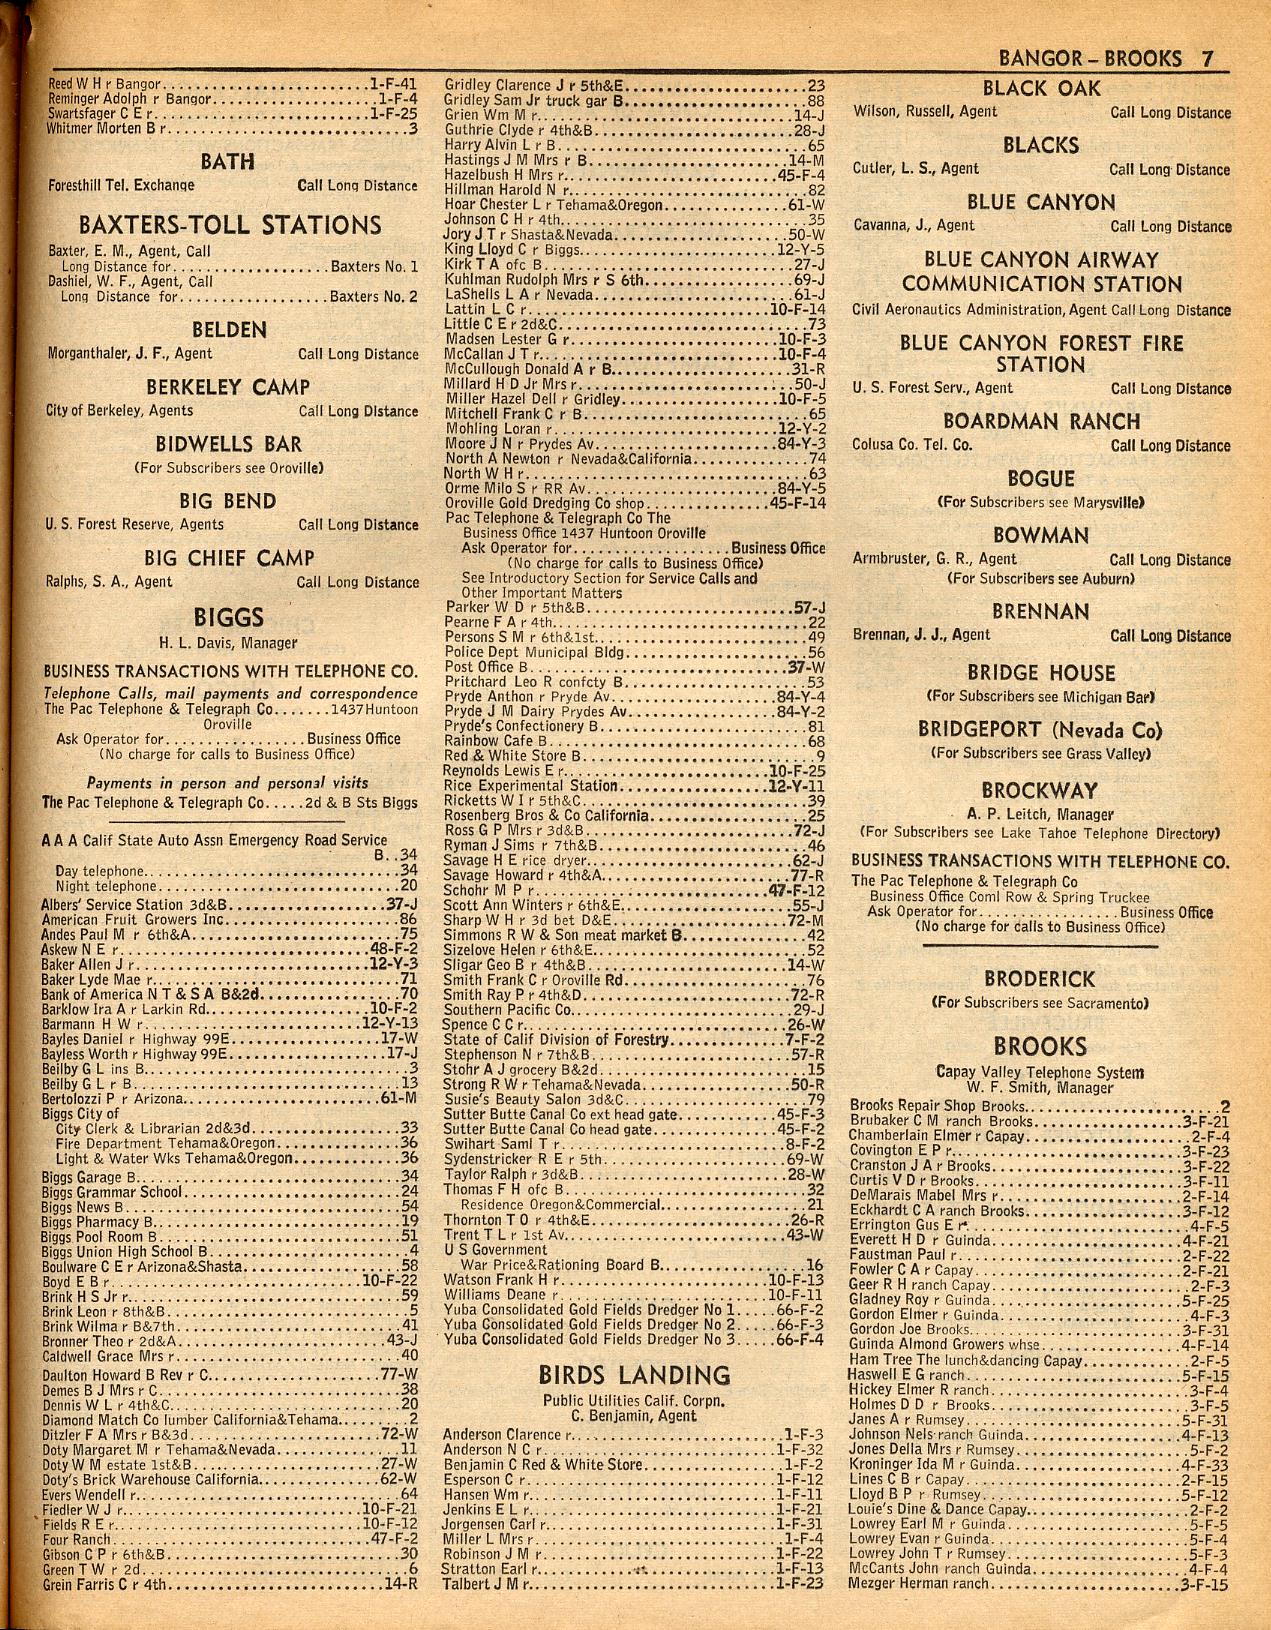 BANGOR – BROOKS 7
Reed W H r Bangor 1-F-41
Reminger Adolph r Bangor 1-F-4
Swartsfager C E r 1-F-25
Whitmer Morten B r 3
BATH
Foresthill Tel. Exchange Call Long Distance
BAXTERS-TOLL STATIONS
Baxter, E. M., Agent, Call
Long Distance for Baxters No. 1
Dashiel, W. F., Agent, Call
Long Distance for Baxters No. 2
BELDEN
Morganthaler, J. F., Agent Call Long Distance
BERKELEY CAMP
City of Berkeley, Agents Call Long Distance
BIDWELLS BAR
(For Subscribers see Oroville)
BIG BEND
U. S. Forest Reserve, Agents Call Long Distance
BIG CHIEF CAMP
Ralphs, S. A., Agent Call Long Distance
BIGGS
H. L. Davis, Manager
BUSINESS TRANSACTIONS WITH TELEPHONE CO.
Telephone Calls, mail payments and correspondence
The Pac Telephone & Telegraph Co 1437 Huntoon
Oroville
Ask Operator for Business Office
(No charge for calls to Business Office)
Payments in person and personal visits
The Pac Telephone & Telegraph Co 2d & B Sts Biggs
A A A Calif State Auto Assn Emergency Road Service
B 34
Day telephone 34
Night telephone 20
Albers' Service Station 3d&B 37-J
American Fruit Growers Inc 86
Andes Paul M r 6th&A 75
Askew N E r 48-F-2
Baker Allen J r 12-Y-3
Baker Lyde Mae r 71
Bank of America N T & S A B&2d 70
Barklow Ira A r Larkin Rd 10-F-2
Barmann H W r 12-Y-13
Bayles Daniel r Highway 99E 17-W
Bayless Worth r Highway 99E 17-J
Beilby G L ins B 3
Beilby G L r B 13
Bertolozzi P r Arizona 61-M
Biggs City of
City Clerk & Librarian 2d&3d 33
Fire Department Tehama&Oregon 36
Light & Water Wks Tehama&Oregon 36
Biggs Garage B 34
Biggs Grammar School 24
Biggs News B 54
Biggs Pharmacy B 19
Biggs Pool Room B 51
Biggs Union High School B 4
Boulware C E r Arizona&Shasta 58
Boyd E B r 10-F-22
Brink H S Jr r 59
Brink Leon r 8th&B 5
Brink Wilma r B&7th 41
Bronner Theo r 2d&A 43-J
Caldwell Grace Mrs r 40
Daulton Howard B Rev r C 77-W
Demes B J Mrs r C 38
Dennis W L r 4th&C 20
Diamond Match Co lumber California&Tehama 2
Ditzler F A Mrs r B&3d 72-W
Doty Margaret M r Tehama&Nevada 11
Doty W M estate 1st&B 27-W
Doty's Brick Warehouse California 62-W
Evers Wendell r 64
Fiedler W J r 10-F-21
Fields R E r 10-F-12
Four Ranch 47-F-2
Gibson C P r 6th&B 30
Green T W r 2d 6
Grein Farris C r 4th 14-R
Gridley Clarence J r 5th&E 23
Gridley Sam Jr truck gar B 88
Grien Wm M r 14-J
Guthrie Clyde r 4th&B 28-J
Harry Alvin L r B 65
Hastings J M Mrs r B 14-M
Hazelbush H Mrs r 45-F-4
Hillman Harold N r 82
Hoar Chester L r Tehama&Oregon 61-W
Johnson C H r 4th 35
Jory J T r Shasta&Nevada 50-W
King Lloyd C r Biggs 12-Y-5
Kirk T A ofc B 27-J
Kuhlman Rudolph Mrs r S 6th 69-J
LaShells L A r Nevada 61-J
Lattin L C r 10-F-14
Little C E r 2d&C 73
Madsen Lester G r 10-F-3
McCallan J T r 10-F-4
McCullough Donald A r B 31-R
Millard H D Jr Mrs r 50-J
Miller Hazel Dell r Gridley 10-F-5
Mitchell Frank C r B 65
Mohling Loran r 12-Y-2
Moore J N r Prydes Av 84-Y-3
North A Newton r Nevada&California 74
North W H r 63
Orme Milo S r RR Av 84-Y-5
Oroville Gold Dredging Co shop 45-F-14
Pac Telephone & Telegraph Co The
Business Office 1437 Huntoon Oroville
Ask Operator for Business Office
(No charge for calls to Business Office)
See Introductory Section for Service Calls and
Other Important Matters
Parker W D r 5th&B 57-J
Pearne F A r 4th 22
Persons S M r 6th&1st 49
Police Dept Municipal Bldg 56
Post Office B 37-W
Pritchard Leo R confcty B 53
Pryde Anthon r Pryde Av 84-Y-4
Pryde J M Dairy Prydes Av 84-Y-2
Pryde's Confectionery B 81
Rainbow Cafe B 68
Red & White Store B 9
Reynolds Lewis E r 10-F-25
Rice Experimental Station 12-Y-11
Ricketts W I r 5th&C 39
Rosenberg Bros & Co California 25
Ross G P Mrs r 3d&B 72-J
Ryman J Sims r 7th&B 46
Savage H E rice dryer 62-J
Savage Howard r 4th&A 77-R
Schohr M P r 47-F-12
Scott Ann Winters r 6th&E 55-J
Sharp W H r 3d bet D&E 72-M
Simmons R W & Son meat market B 42
Sizelove Helen r 6th&E 52
Sligar Geo B r 4th&B 14-W
Smith Frank C r Oroville Rd 76
Smith Ray P r 4th&D 72-R
Southern Pacific Co 29-J
Spence C C r 26-W
State of Calif Division of Forestry 7-F-2
Stephenson N r 7th&B 57-R
Stohr A J grocery B&2d 15
Strong R W r Tehama&Nevada 50-R
Susie's Beauty Salon 3d&C 79
Sutter Butte Canal Co ext head gate 45-F-3
Sutter Butte Canal Co head gate 45-F-2
Swihart Saml T r 8-F-2
Sydenstricker R E r 5th 69-W
Taylor Ralph r 3d&B 28-W
Thomas F H ofc B 32
Residence Oregon&Commercial 21
Thornton T O r 4th&E 26-R
Trent T L r 1st Av 43-W
U S Government
War Price&Rationing Board B 16
Watson Frank H r 10-F-13
Williams Deane r 10-F-11
Yuba Consolidated Gold Fields Dredger No 1 66-F-2
Yuba Consolidated Gold Fields Dredger No 2 66-F-3
Yuba Consolidated Gold Fields Dredger No 3 66-F-4
BIRDS LANDING
Public Utilities Calif. Corpn.
C. Benjamin, Agent
Anderson Clarence r 1-F-3
Anderson N C r 1-F-32
Benjamin C Red & White Store 1-F-2
Esperson C r 1-F-12
Hansen Wm r 1-F-11
Jenkins E L r 1-F-21
Jorgensen Carl r 1-F-31
Miller L Mrs r 1-F-4
Robinson J M r 1-F-22
Stratton Earl r 1-F-13
Talbert J M r 1-F-23
BLACK OAK
Wilson, Russell, Agent Call Long Distance
BLACKS
Cutler, L. S., Agent Call Long Distance
BLUE CANYON
Cavanna, J., Agent Call Long Distance
BLUE CANYON AIRWAY
COMMUNICATION STATION
Civil Aeronautics Administration, Agent Call Long Distance
BLUE CANYON FOREST FIRE
STATION
U. S. Forest Serv., Agent Call Long Distance
BOARDMAN RANCH
Colusa Co. Tel. Co. Call Long Distance
BOGUE
(For Subscribers see Marysville)
BOWMAN
Armbruster, G. R., Agent Call Long Distance
(For Subscribers see Auburn)
BRENNAN
Brennan, J. J., Agent Call Long Distance
BRIDGE HOUSE
(For Subscribers see Michigan Bar)
BRIDGEPORT (Nevada Co)
(For Subscribers see Grass Valley)
BROCKWAY
A. P. Leitch, Manager
(For Subscribers see Lake Tahoe Telephone Directory)
BUSINESS TRANSACTIONS WITH TELEPHONE CO.
The Pac Telephone & Telegraph Co
Business Office Coml Row & Spring Truckee
Ask Operator for Business Office
(No charge for calls to Business Office)
BRODERICK
(For Subscribers see Sacramento)
BROOKS
Capay Valley Telephone System
W. F. Smith, Manager
Brooks Repair Shop Brooks 2
Brubaker C M ranch Brooks 3-F-21
Chamberlain Elmer r Capay 2-F-4
Covington E P r 3-F-23
Cranston J A r Brooks 3-F-22
Curtis V D r Brooks 3-F-11
DeMarais Mabel Mrs r 2-F-14
Eckhardt C A ranch Brooks 3-F-12
Errington Gus E r 4-F-5
Everett H D r Guinda 4-F-21
Faustman Paul r 2-F-22
Fowler C A r Capay 2-F-21
Geer R H ranch Capay 2-F-3
Gladney Roy r Guinda 5-F-25
Gordon Elmer r Guinda 4-F-3
Gordon Joe Brooks 3-F-31
Guinda Almond Growers whse 4-F-14
Ham Tree The lunch&dancing Capay 2-F-5
Haswell E G ranch 5-F-15
Hickey Elmer R ranch 3-F-4
Holmes D D r Brooks 3-F-5
Janes A r Rumsey 5-F-31
Johnson Nels ranch Guinda 4-F-13
Jones Della Mrs r Rumsey 5-F-2
Kroninger Ida M r Guinda 4-F-33
Lines C B r Capay 2-F-15
Lloyd B P r Rumsey 5-F-12
Louie's Dine & Dance Capay 2-F-2
Lowrey Earl M r Guinda 5-F-5
Lowrey Evan r Guinda 5-F-4
Lowrey John T r Rumsey 5-F-3
McCants John ranch Guinda 4-F-4
Mezger Herman ranch 3-F-15